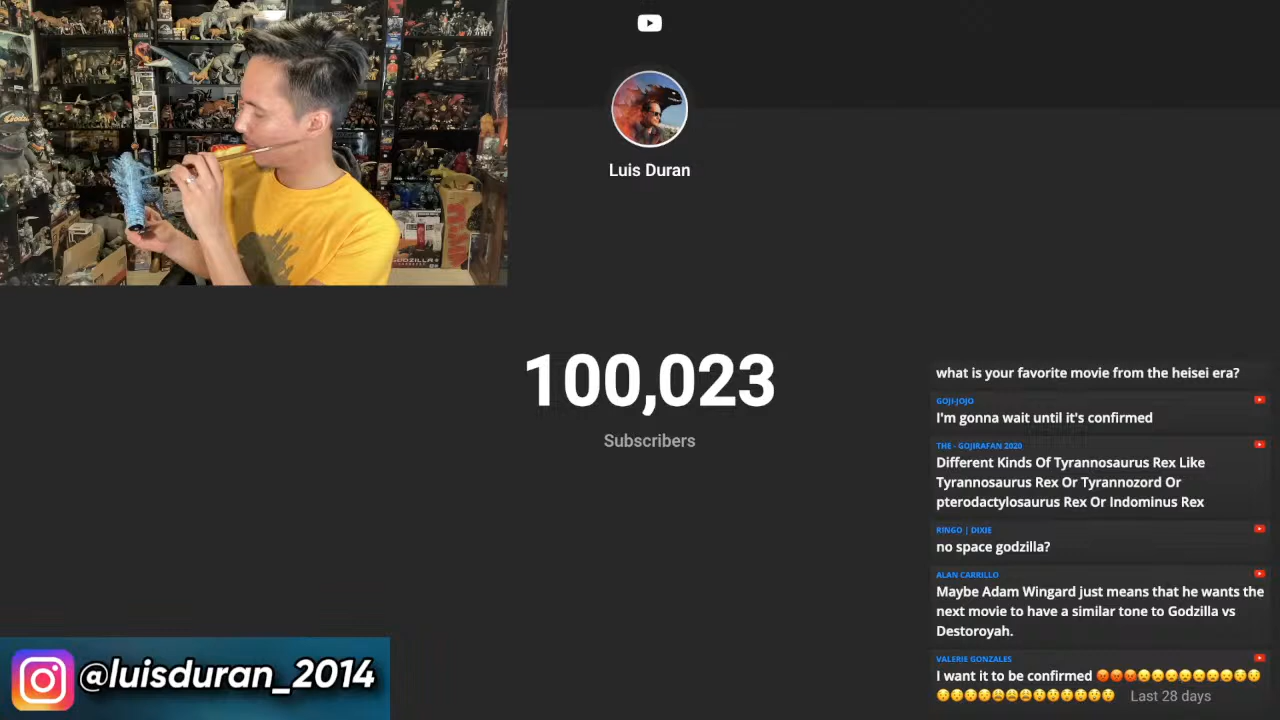 Luis Duran
100,023
Subscribers
what is your favorite movie from the heisei era?
GOJI-JOJO
I'm gonna wait until it's confirmed
THE - GOJIRAFAN 2020
Different Kinds Of Tyrannosaurus Rex Like
Tyrannosaurus Rex Or Tyrannozord Or
pterodactylosaurus Rex Or Indominus Rex
RINGO | DIXIE
no space godzilla?
ALAN CARRILLO
Maybe Adam Wingard just means that he wants the
next movie to have a similar tone to Godzilla vs
Destoroyah.
VALERIE GONZALES
I want it to be confirmed
Last 28 days
@luisduran_2014